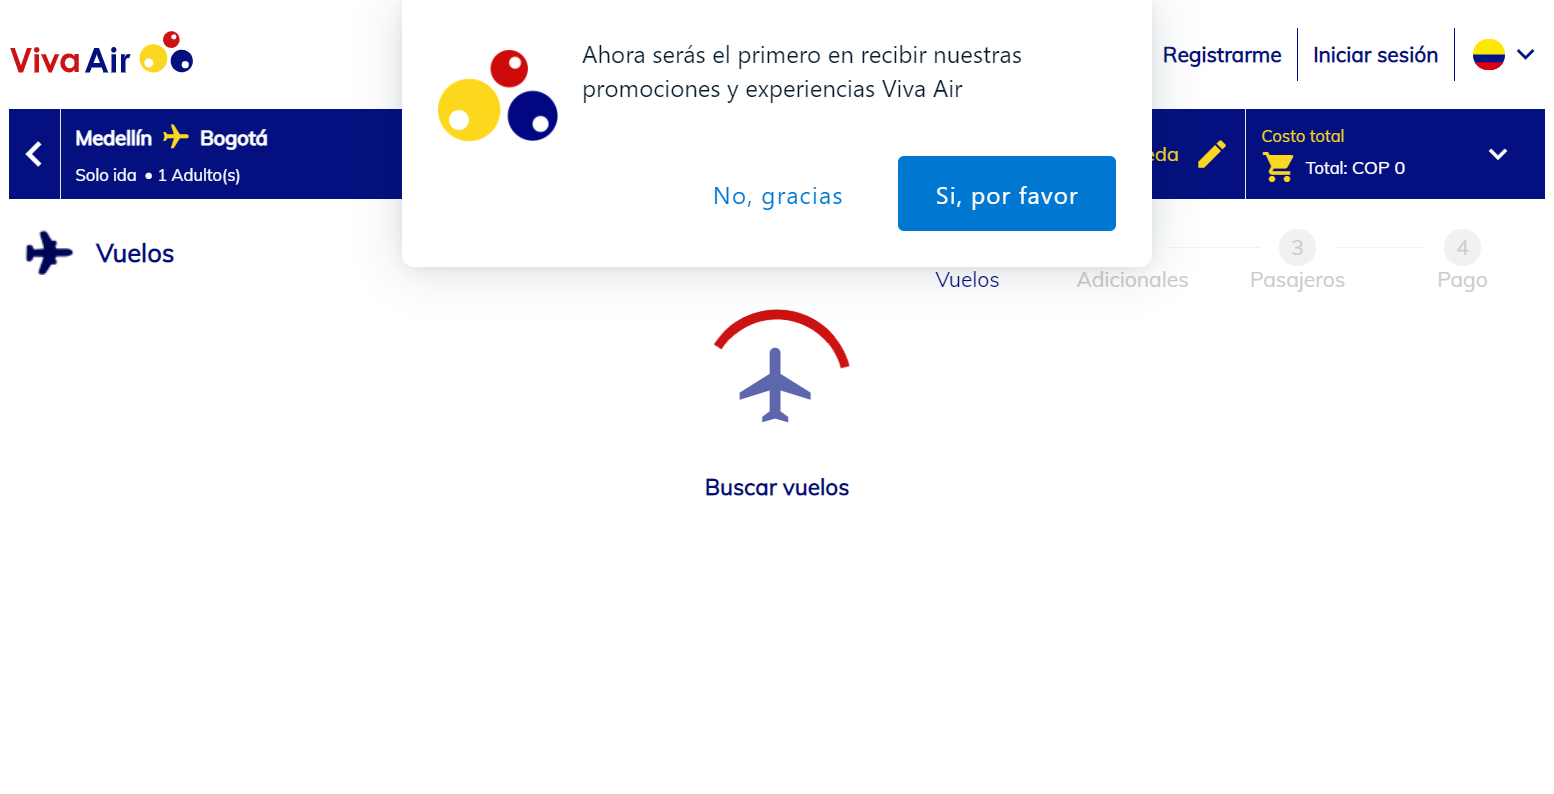 Viva Air
Ahora serás el primero en recibir nuestras
promociones y experiencias Viva Air
No, gracias
Si, por favor
Registrarme
Iniciar sesión
Medellín Bogotá
Solo ida • 1 Adulto(s)
Costo total
Total: COP 0
Vuelos
Vuelos
Adicionales
3
Pasajeros
4
Pago
Buscar vuelos